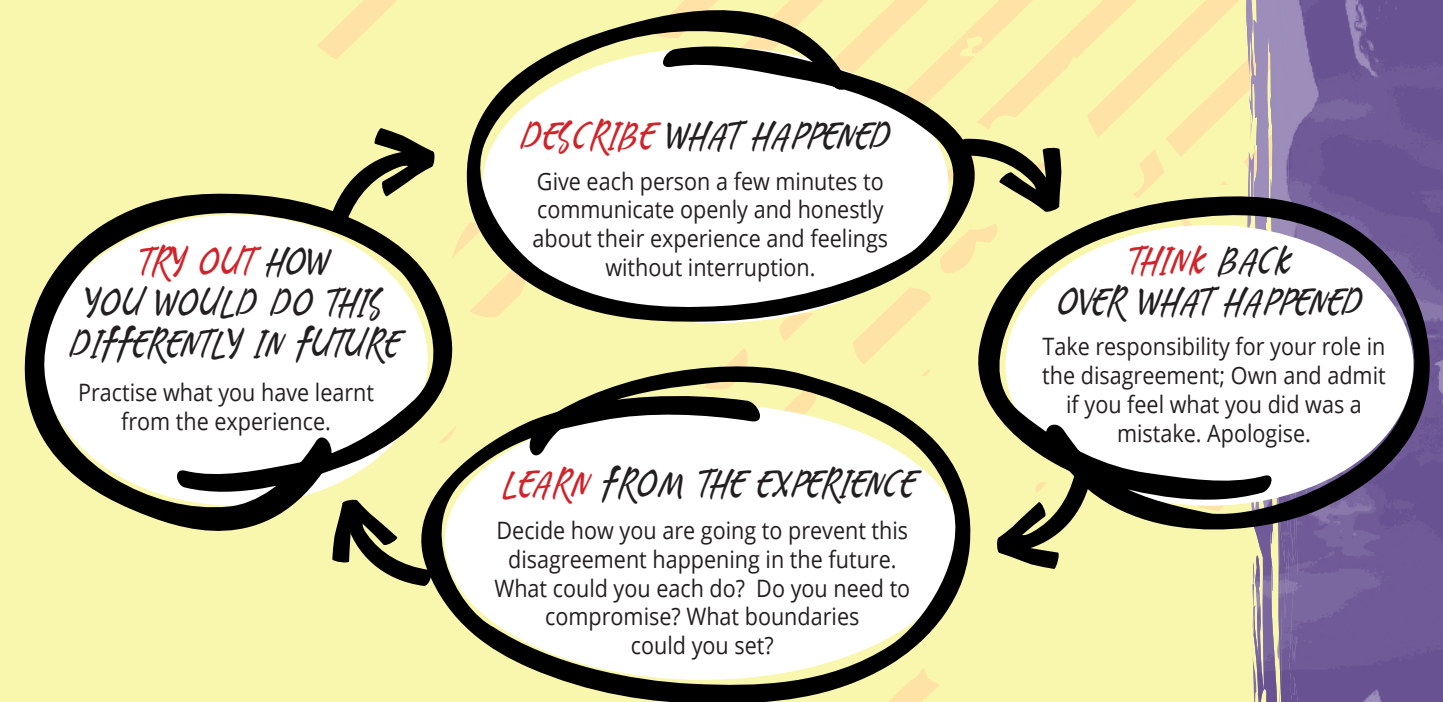 DESCRIBE WHAT HAPPENED
Give each person a few minutes to
communicate openly and honestly
about their experience and feelings
without interruption.
THINK BACK
OVER WHAT HAPPENED
Take responsibility for your role in
the disagreement; Own and admit
if you feel what you did was a
mistake. Apologise.
LEARN FROM THE EXPERIENCE
Decide how you are going to prevent this
disagreement happening in the future.
What could you each do?  Do you need to
compromise? What boundaries
could you set?
TRY OUT HOW
YOU WOULD DO THIS
DIFFERENTLY IN FUTURE
Practise what you have learnt
from the experience.